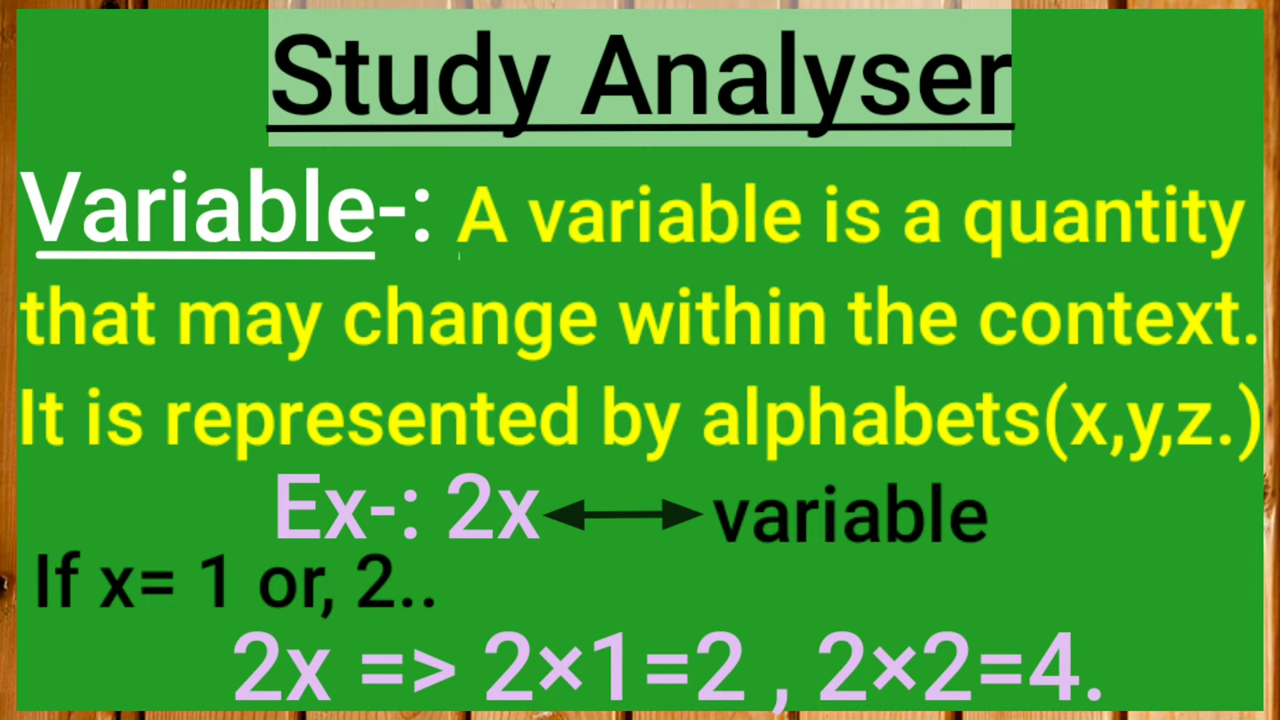 Study Analyser
Variable-: A variable is a quantity
that may change within the context.
It is represented by alphabets(x,y,z.)
Ex-: 2x ↔ variable
If x= 1 or, 2..
2x => 2×1=2 , 2×2=4.